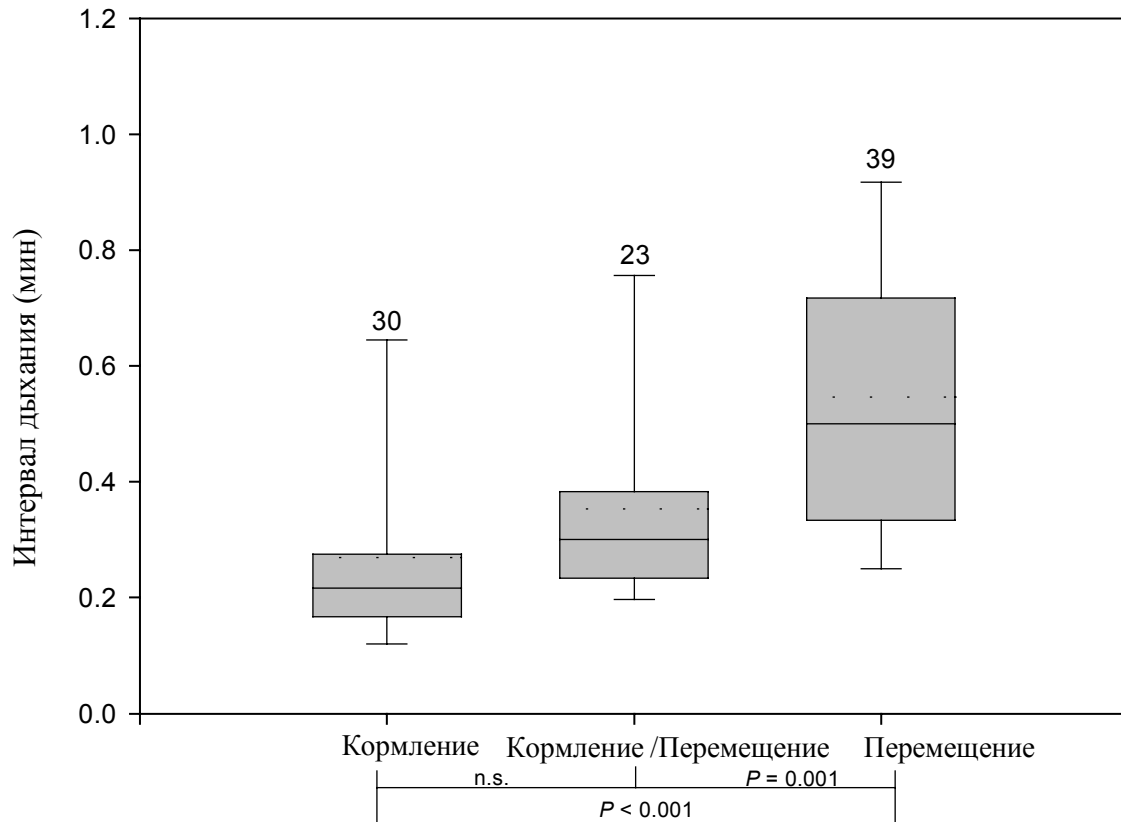 1.2
1.0
39
0.8
23
30
0.6
0.4
0.2
0.0
Интервал дыхания (мин)
Кормление
Кормление /Перемещение
Перемещение
n.s.
P = 0.001
P < 0.001